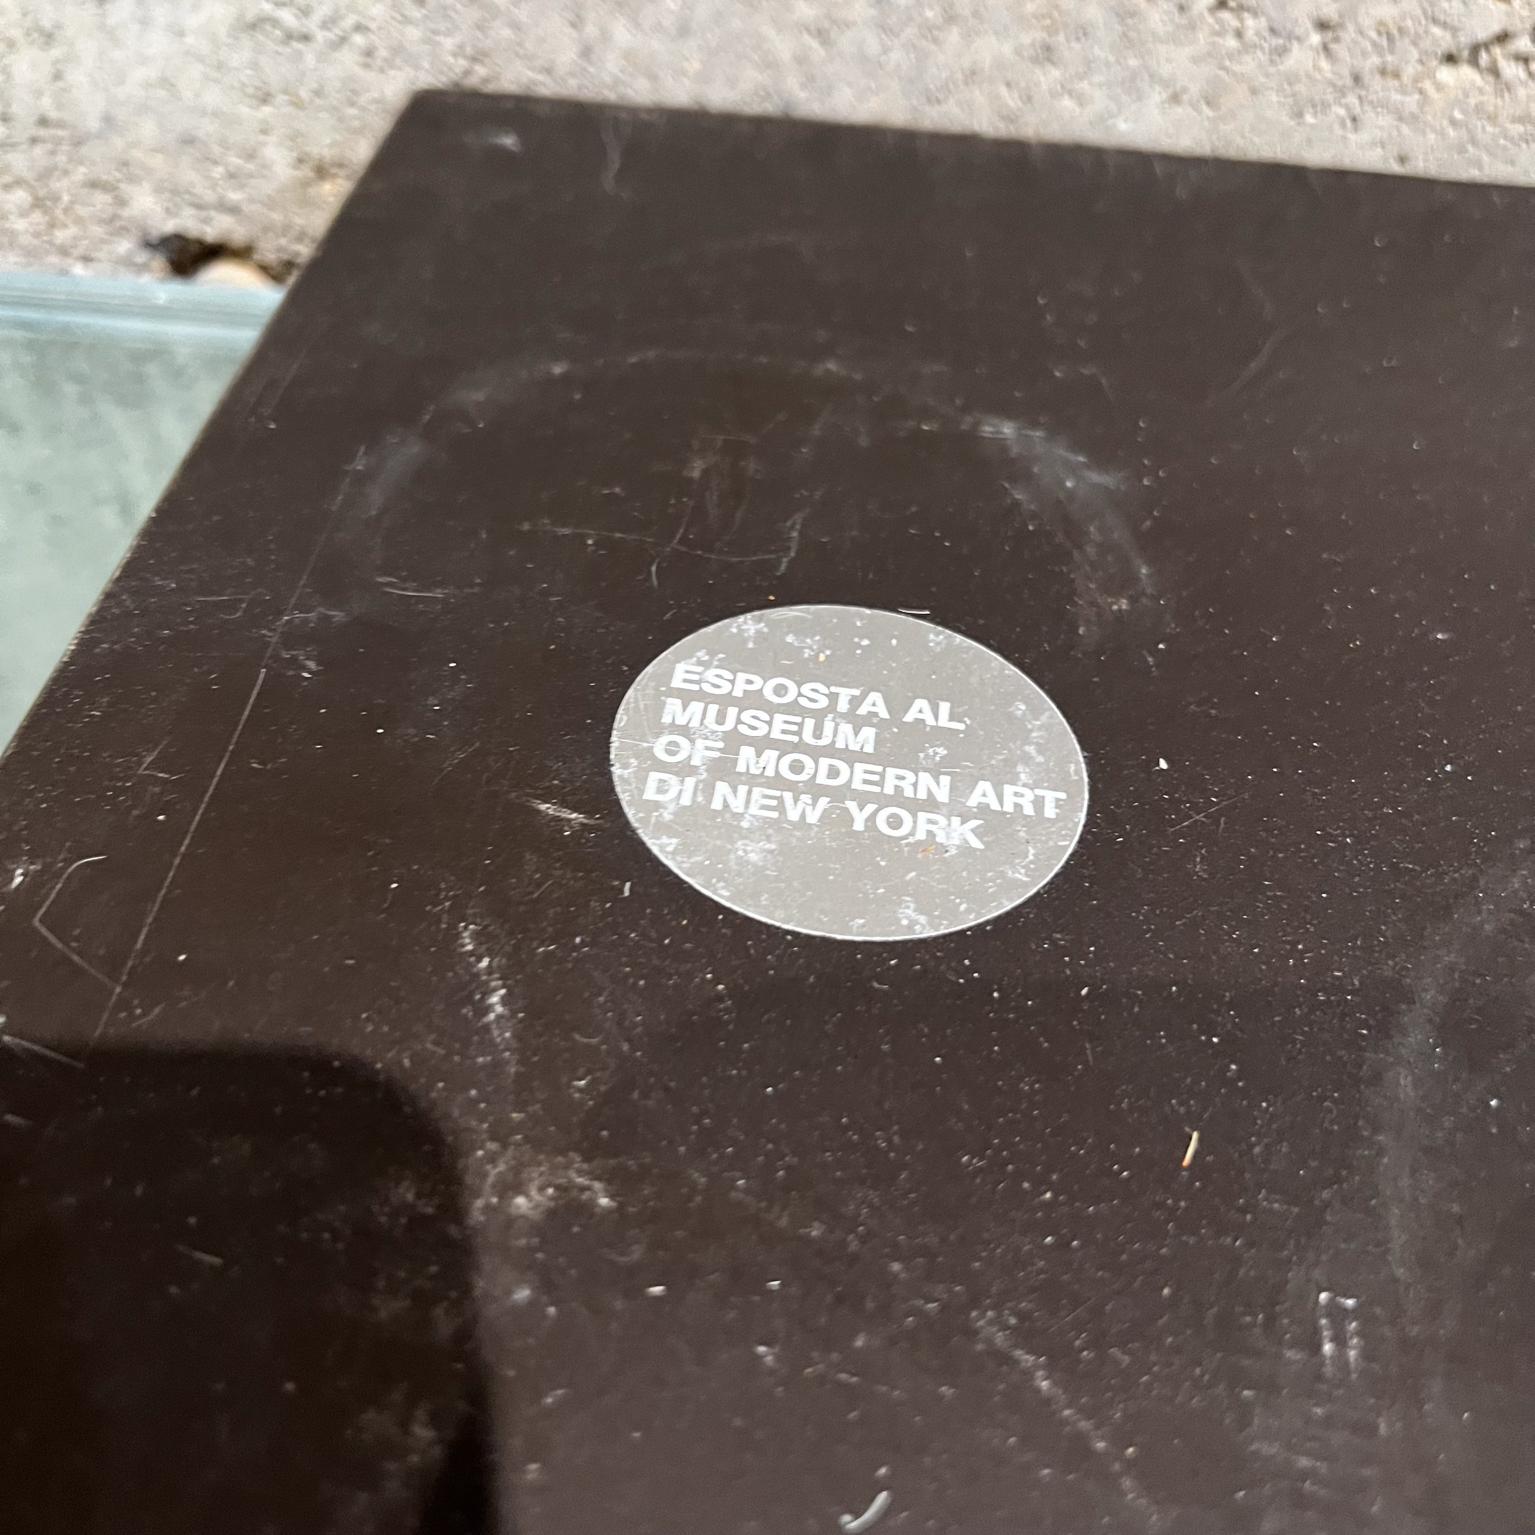 ESPOSTA AL
MUSEUM
OF MODERN ART
DI NEW YORK